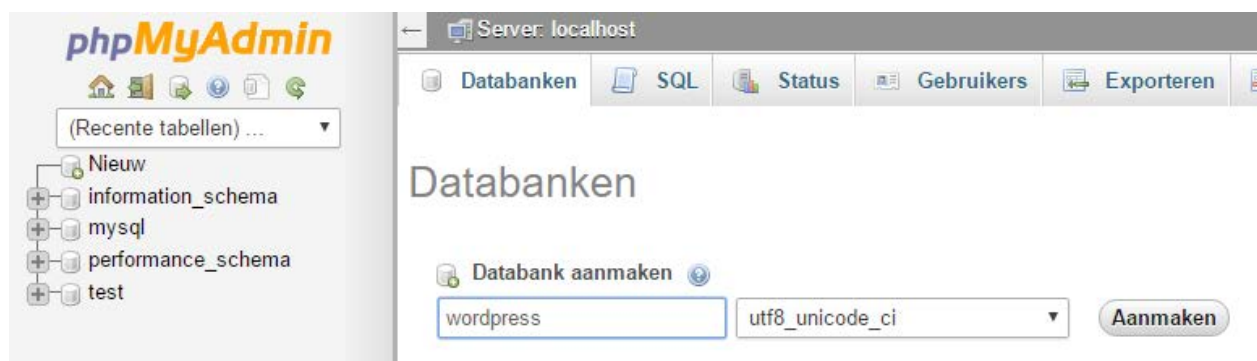 phpMyAdmin
(Recente tabellen) ...
Nieuw
information_schema
mysql
performance_schema
test
Server: localhost
Databanken SQL Status Gebruikers Exporteren
Databanken
Databank aanmaken
wordpress utf8_unicode_ci Aanmaken